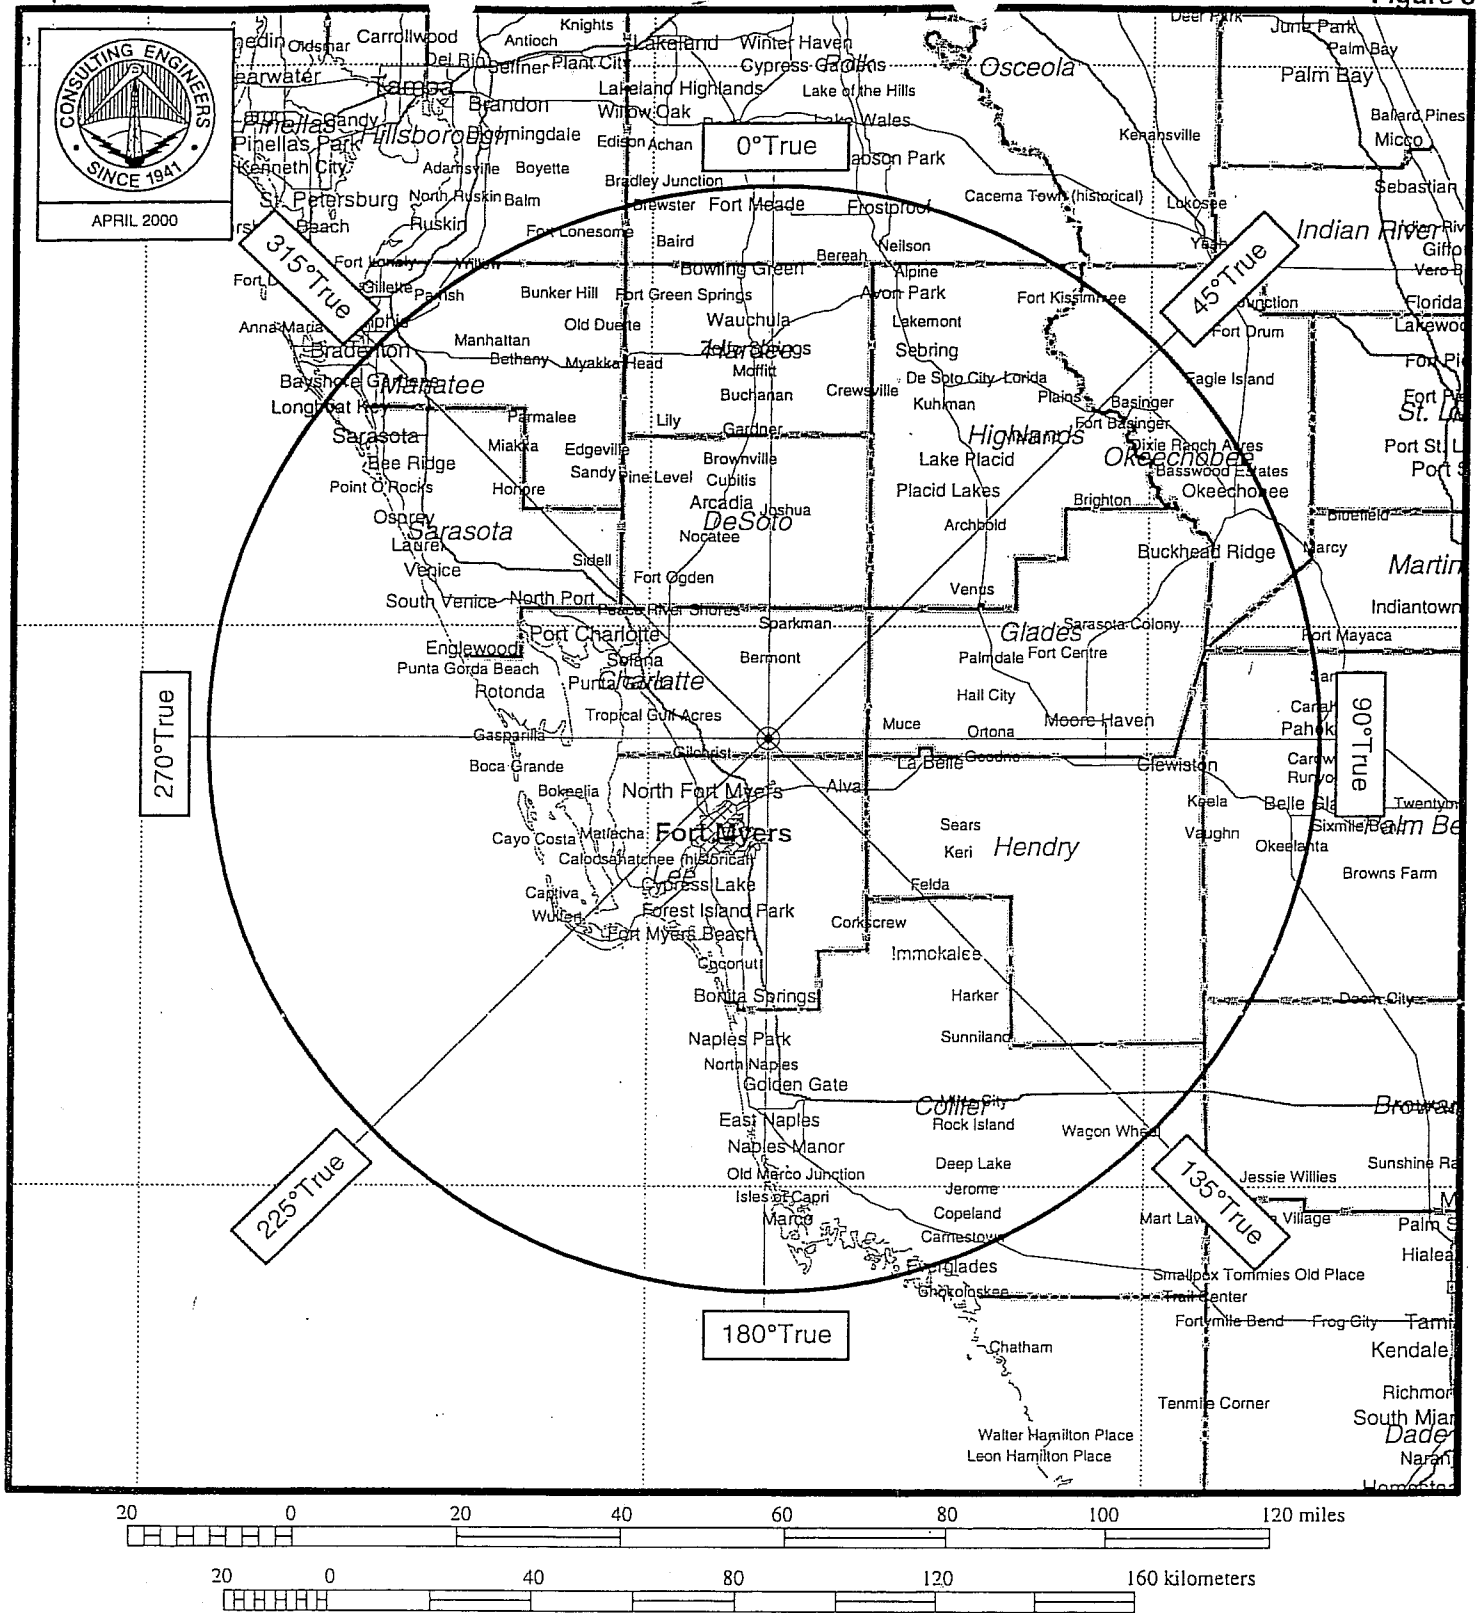 CONSULTING ENGINEERS
SINCE 1941
APRIL 2000
Knights
Carrollwood
Antioch
Oldsmar
Lakeland
Winter Haven
Deer Park
June Park
Palm Bay
Plant City
Seffner
Cypress Gardens
Polk
Osceola
Palm Bay
Tampa
Lakeland Highlands
Lake of the Hills
Brandon
Willow Oak
Lake Wales
Ballard Pines
Pinellas
Gandy
Hillsborough
Bloomingdale
Kenansville
Micco
Pinellas Park
Edison
Achan
0°True
Kenneth City
Adamsville
Boyette
Bradley Junction
Sebastian
Petersburg
North Ruskin
Balm
Brewster
Fort Meade
Frostproof
Cacema Town (historical)
Lokosee
Beach
Ruskin
Fort Lonesome
Baird
Neilson
Indian River
315°True
Fort Lonely
Willow
Bereah
Alpine
45°True
Gillette
Parrish
Bowling Green
Bunker Hill
Fort Green Springs
Avon Park
Fort Kissimmee
Florida
Anna Maria
Old Duette
Wauchula
Lakemont
Fort Drum
Bradenton
Manhattan
Bethany
Myakka Head
Zolfo Springs
Hardee
Sebring
Moffitt
Bayshore Gardens
Manatee
Buchanan
Crewsville
De Soto City
Lorida
Eagle Island
Longboat Key
Parmalee
Lily
Kuhlman
Plains
Basinger
Sarasota
Miakka
Edgeville
Gardner
Highlands
Fort Basinger
Bee Ridge
Sandy
Pine Level
Brownville
Lake Placid
Okeechobee
Dixie Ranch Acres
Basswood Estates
Point O'Rocks
Honore
Cubitis
Placid Lakes
Brighton
Okeechobee
Osprey
Arcadia
Joshua
Archbold
Bluefield
Sarasota
DeSoto
Laurel
Nocatee
Buckhead Ridge
Marcy
Venice
Sidell
Fort Ogden
Venus
Martin
South Venice
North Port
Peace River Shores
Sparkman
Sarasota Colony
Indiantown
Port Charlotte
Glades
Port Mayaca
Englewood
Solana
Bermont
Palmdale
Fort Centre
Punta Gorda Beach
Punta Gorda
Charlotte
Rotonda
Hall City
270°True
Tropical Gulf Acres
Muce
Ortona
Moore Haven
90°True
Gasparilla
Gilchrist
Goodno
Boca Grande
La Belle
Clewiston
Bokeelia
North Fort Myers
Alva
Keela
Cayo Costa
Matlacha
Fort Myers
Sears
Vaughn
Caloosahatchee (historical)
Keri
Hendry
Okeelanta
Lee
Captiva
Cypress Lake
Felda
Browns Farm
Wulfert
Forest Island Park
Corkscrew
Fort Myers Beach
Immokalee
Coconut
Bonita Springs
Harker
Deem City
Naples Park
Sunniland
North Naples
Golden Gate
Collier
Miles City
East Naples
Rock Island
Wagon Wheel
Naples Manor
Old Marco Junction
Deep Lake
225°True
135°True
Jessie Willies
Isles of Capri
Jerome
Marco
Copeland
Carnestown
Everglades
Smallpox Tommies Old Place
Chokoloskee
Trail Center
180°True
Fortymile Bend
Frog City
Chatham
Kendale
Tenmile Corner
Walter Hamilton Place
Dade
Leon Hamilton Place
20 0 20 40 60 80 100 120 miles
20 0 40 80 120 160 kilometers